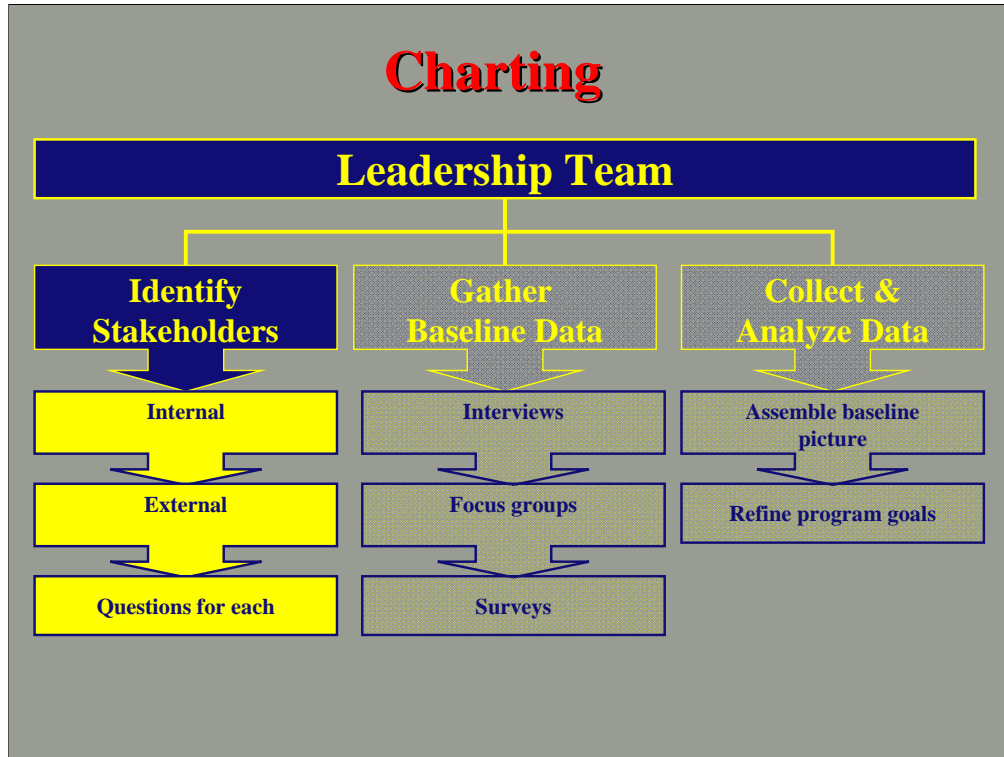 Charting
Leadership Team
Identify
Stakeholders
Internal
External
Questions for each
Gather
Baseline Data
Interviews
Focus groups
Surveys
Collect &
Analyze Data
Assemble baseline
picture
Refine program goals